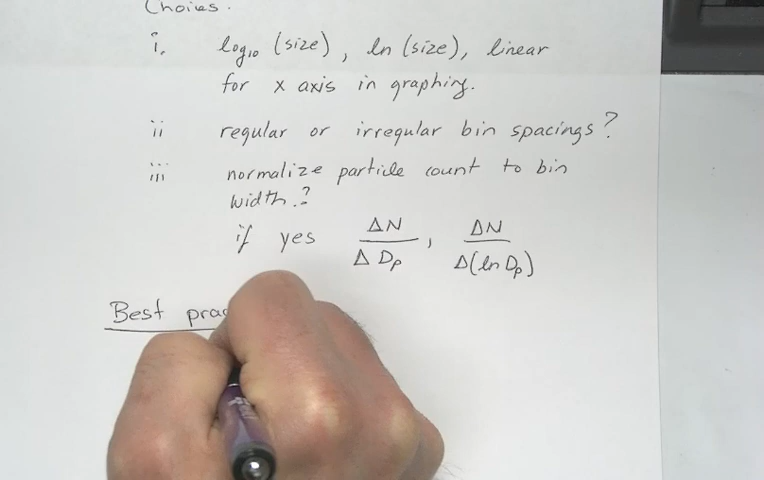 Choices.
i. log10 (size), ln (size), linear
for x axis in graphing.
ii regular or irregular bin spacings?
iii normalize particle count to bin
width.?
if yes ΔN/ΔDp, ΔN/Δ(ln Dp)
Best prac